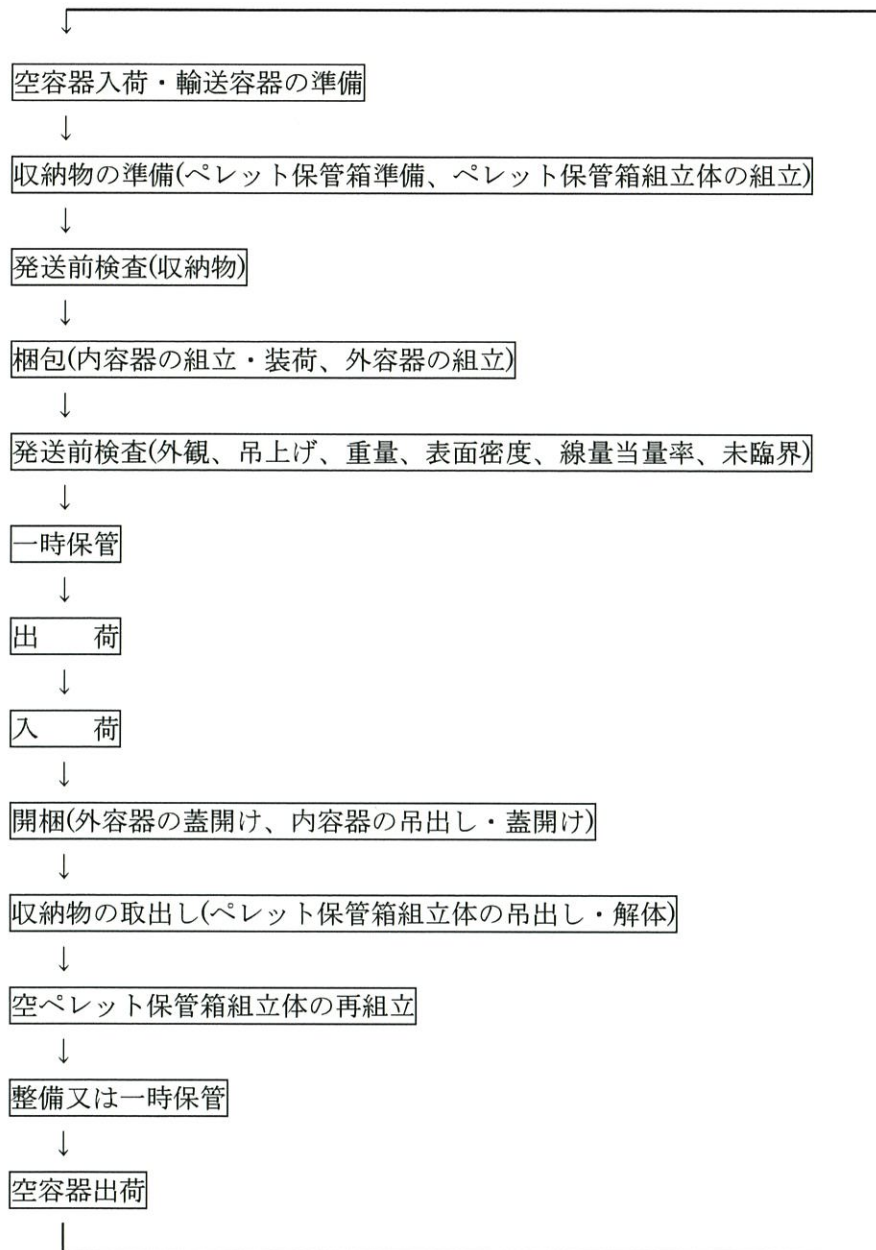 空容器入荷・輸送容器の準備
収納物の準備(ペレット保管箱準備、ペレット保管箱組立体の組立)
発送前検査(収納物)
梱包(内容器の組立・装荷、外容器の組立)
発送前検査(外観、吊上げ、重量、表面密度、線量当量率、未臨界)
一時保管
出　　荷
入　　荷
開梱(外容器の蓋開け、内容器の吊出し・蓋開け)
収納物の取出し(ペレット保管箱組立体の吊出し・解体)
空ペレット保管箱組立体の再組立
整備又は一時保管
空容器出荷